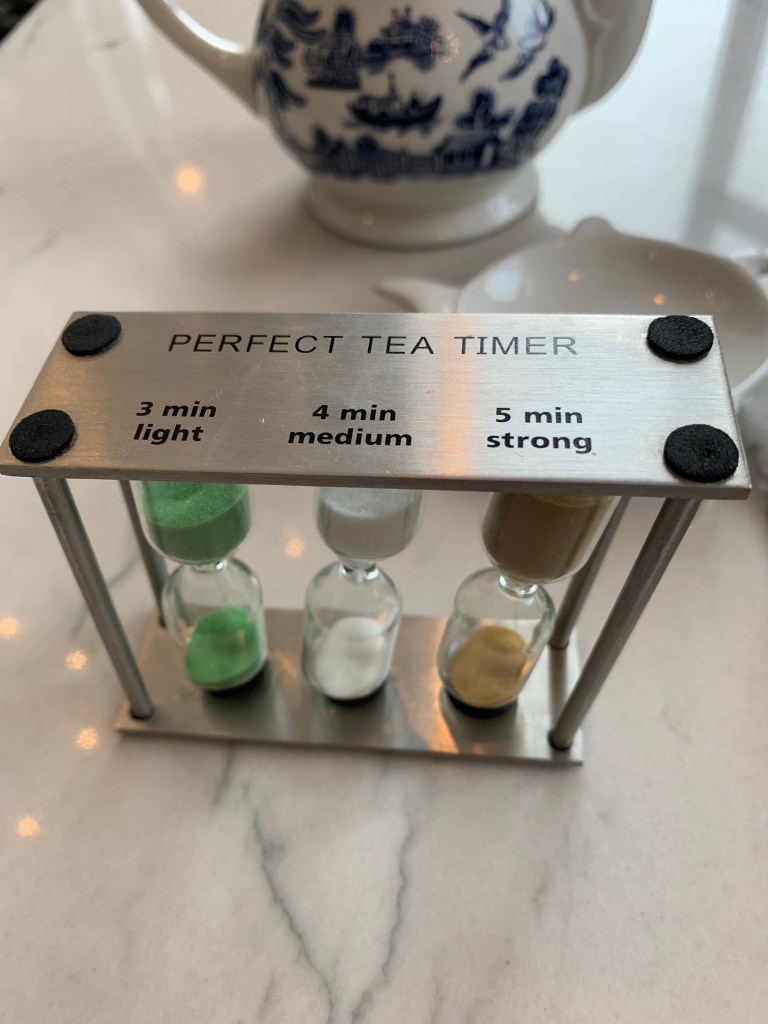 PERFECT TEA TIMER
3 min 4 min 5 min
light medium strong